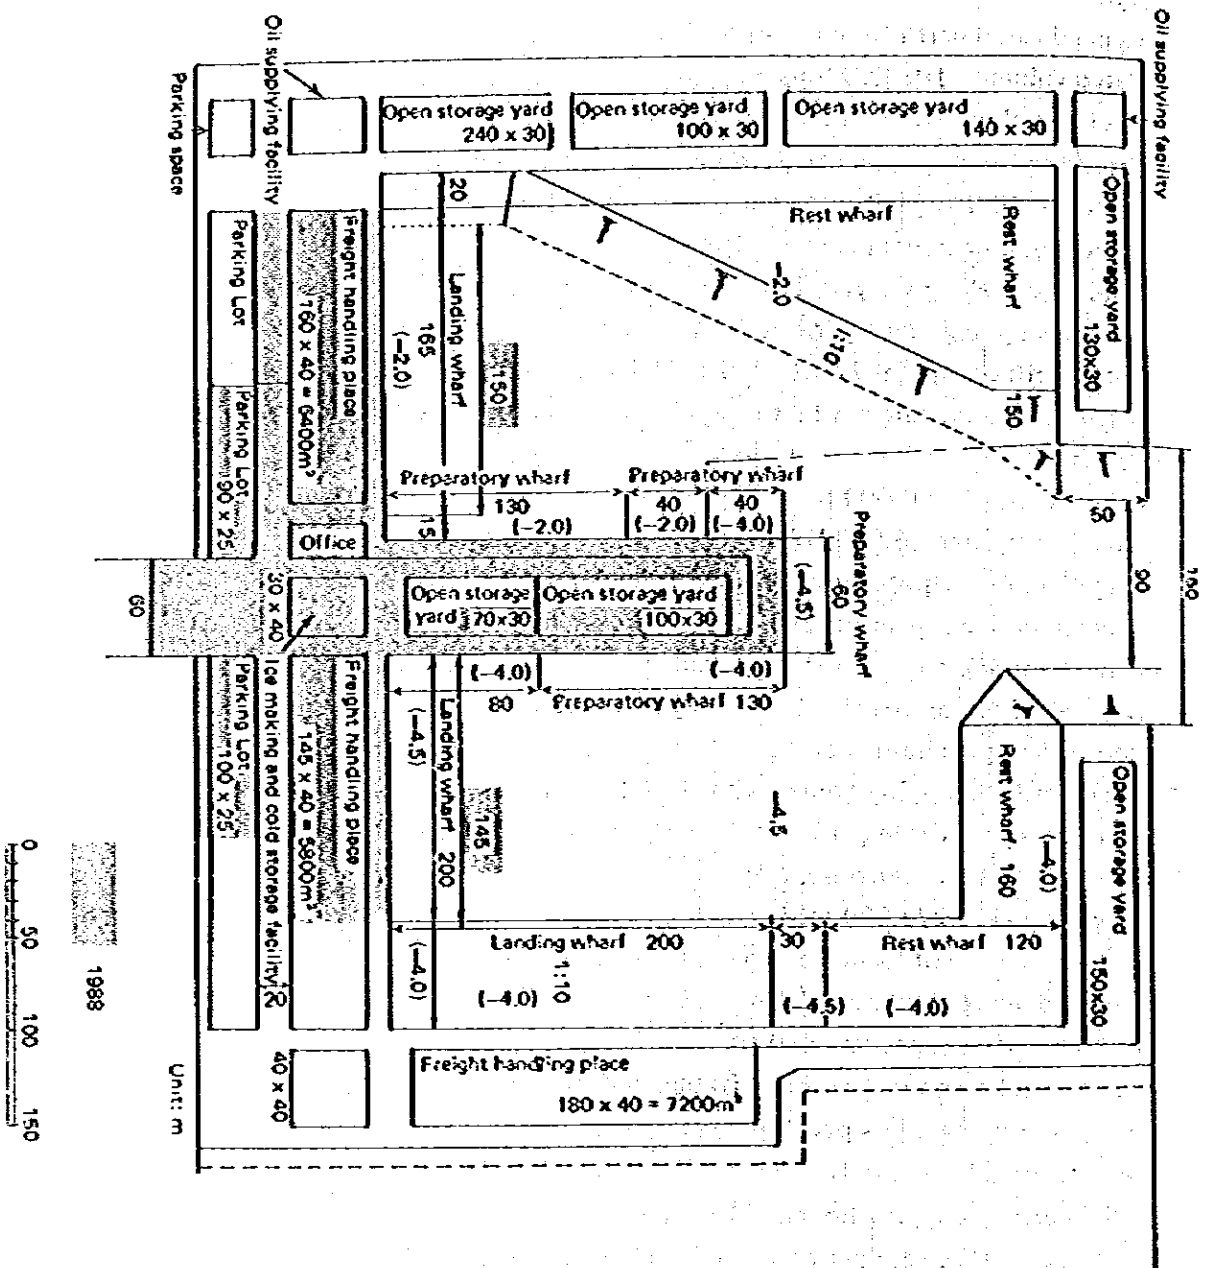 Oil supplying facility
Oil supplying facility
Parking space
Open storage yard
240 x 30
Open storage yard
100 x 30
Open storage yard
140 x 30
Open storage yard
130x30
Rest wharf
Rest wharf
20
Landing wharf
165
(-2.0)
150
-2.0
1:10
150
Freight handling place
160 x 40 = 6400m²
Parking Lot
Parking Lot
90 x 25
Preparatory wharf
130
(-2.0)
15
Preparatory wharf
40
(-2.0)
40
(-4.0)
Preparatory wharf
60
(-4.5)
50
90
160
Office
30 x 40
Open storage
yard 70x30
Open storage yard
100x30
60
(-4.0)
80
(-4.0)
Preparatory wharf 130
(-4.5)
Landing wharf 200
145
Freight handling place
145 x 40 = 5800m²
Ice making and cold storage facility
Parking Lot
100 x 25
-4.5
Rest wharf 160
(-4.0)
Open storage yard
150x30
Landing wharf 200
1:10
(-4.0)
(-4.0)
30
(-4.5)
Rest wharf 120
(-4.0)
40 x 40
Freight handling place
180 x 40 = 7200m²
Unit: m
1988
0 50 100 150